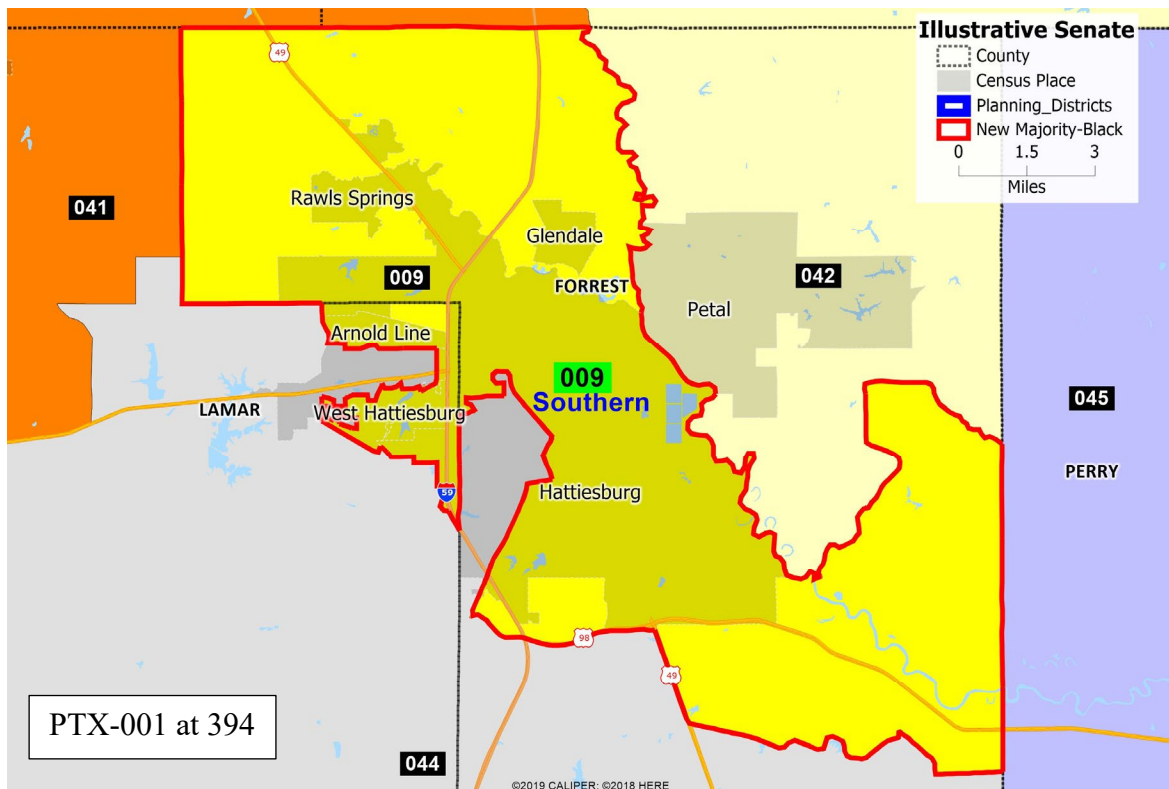 Illustrative Senate
County
Census Place
Planning_Districts
New Majority-Black
0 1.5 3
Miles
49
Rawls Springs
041
Glendale
009
FORREST
042
Petal
Arnold Line
009
Southern
045
LAMAR
West Hattiesburg
PERRY
59
Hattiesburg
98
49
PTX-001 at 394
044
©2019 CALIPER; ©2018 HERE